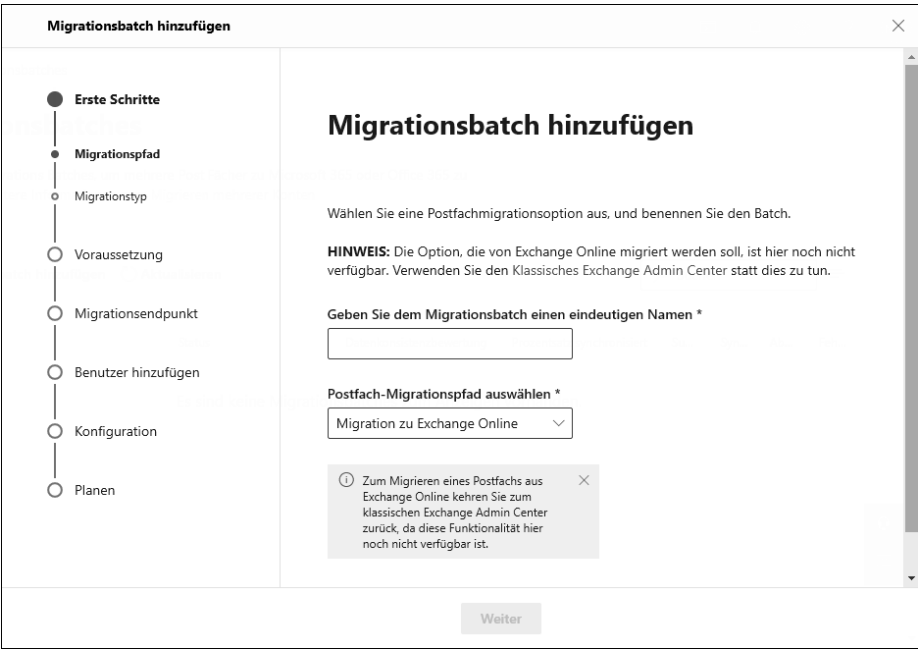 Migrationsbatch hinzufügen
Erste Schritte
Migrationspfad
Migrationstyp
Voraussetzung
Migrationsendpunkt
Benutzer hinzufügen
Konfiguration
Planen
Migrationsbatch hinzufügen
Wählen Sie eine Postfachmigrationsoption aus, und benennen Sie den Batch.
HINWEIS: Die Option, die von Exchange Online migriert werden soll, ist hier noch nicht
verfügbar. Verwenden Sie den Klassisches Exchange Admin Center statt dies zu tun.
Geben Sie dem Migrationsbatch einen eindeutigen Namen *
Postfach-Migrationspfad auswählen *
Migration zu Exchange Online
Zum Migrieren eines Postfachs aus
Exchange Online kehren Sie zum
klassischen Exchange Admin Center
zurück, da diese Funktionalität hier
noch nicht verfügbar ist.
Weiter